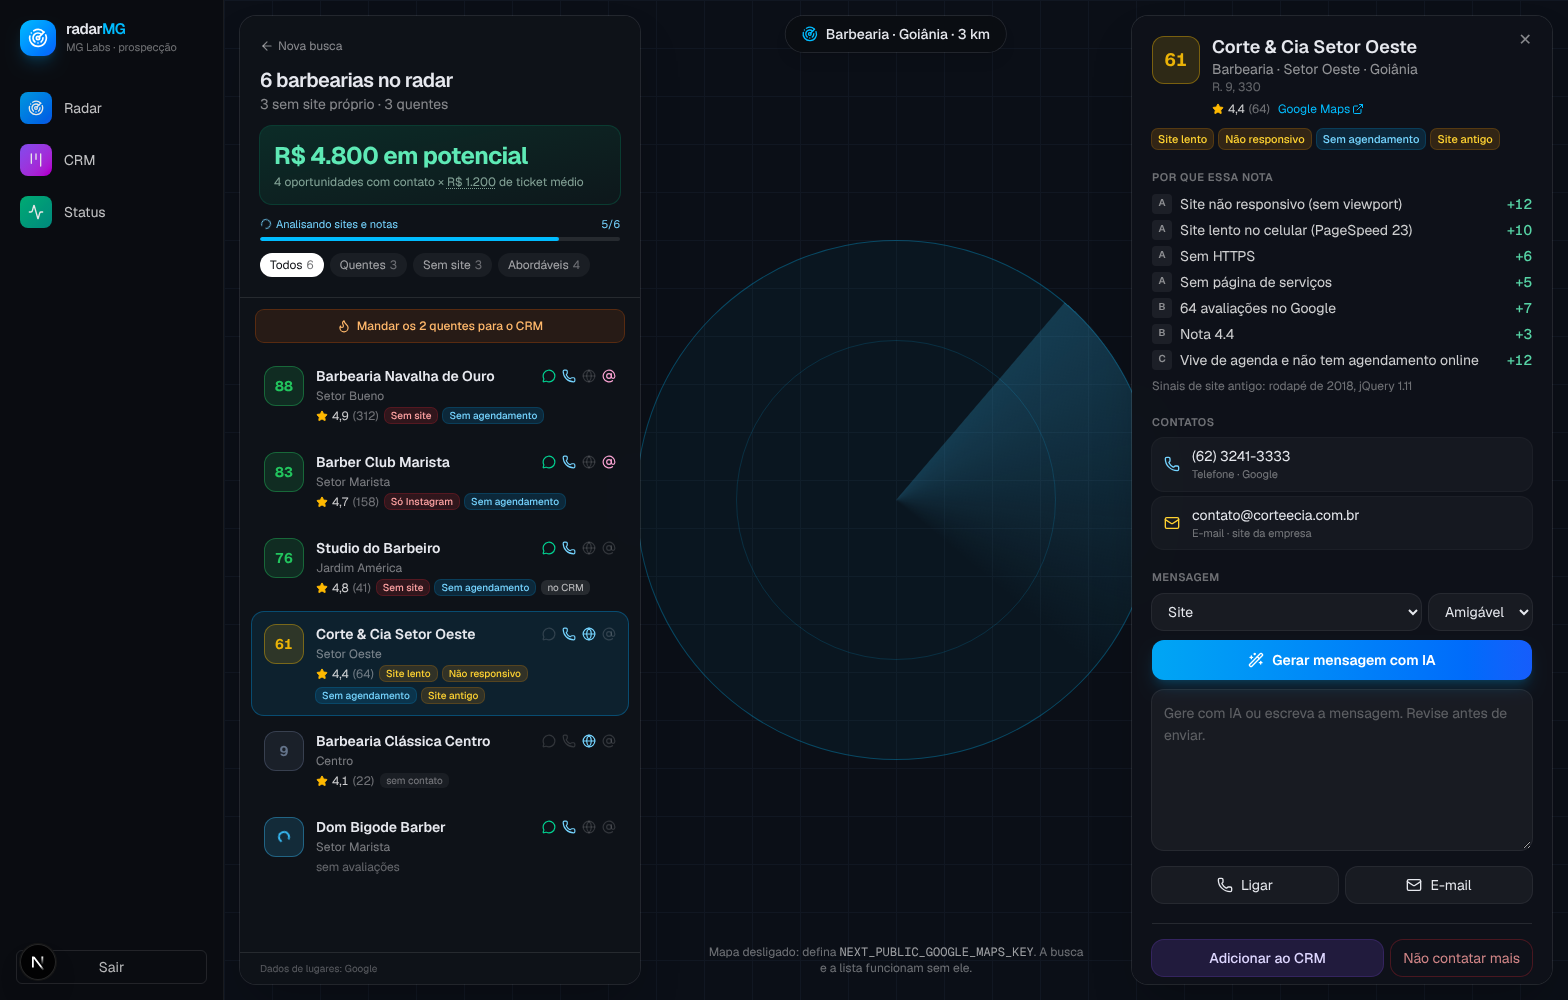 radarMG
MG Labs · prospecção
Radar
CRM
Status
N
Sair
Nova busca
6 barbearias no radar
3 sem site próprio · 3 quentes
R$ 4.800 em potencial
4 oportunidades com contato × R$ 1.200 de ticket médio
Analisando sites e notas 5/6
Todos 6 Quentes 3 Sem site 3 Abordáveis 4
Mandar os 2 quentes para o CRM
88 Barbearia Navalha de Ouro
Setor Bueno
4,9 (312) Sem site Sem agendamento
83 Barber Club Marista
Setor Marista
4,7 (158) Só Instagram Sem agendamento
76 Studio do Barbeiro
Jardim América
4,8 (41) Sem site Sem agendamento no CRM
61 Corte & Cia Setor Oeste
Setor Oeste
4,4 (64) Site lento Não responsivo
Sem agendamento Site antigo
9 Barbearia Clássica Centro
Centro
4,1 (22) sem contato
Dom Bigode Barber
Setor Marista
sem avaliações
Dados de lugares: Google
Barbearia · Goiânia · 3 km
Mapa desligado: defina NEXT_PUBLIC_GOOGLE_MAPS_KEY. A busca
e a lista funcionam sem ele.
61 Corte & Cia Setor Oeste
Barbearia · Setor Oeste · Goiânia
R. 9, 330
4,4 (64) Google Maps
Site lento Não responsivo Sem agendamento Site antigo
POR QUE ESSA NOTA
A Site não responsivo (sem viewport) +12
A Site lento no celular (PageSpeed 23) +10
A Sem HTTPS +6
A Sem página de serviços +5
B 64 avaliações no Google +7
B Nota 4.4 +3
C Vive de agenda e não tem agendamento online +12
Sinais de site antigo: rodapé de 2018, jQuery 1.11
CONTATOS
(62) 3241-3333
Telefone · Google
contato@corteecia.com.br
E-mail · site da empresa
MENSAGEM
Site Amigável
Gerar mensagem com IA
Gere com IA ou escreva a mensagem. Revise antes de
enviar.
Ligar E-mail
Adicionar ao CRM Não contatar mais